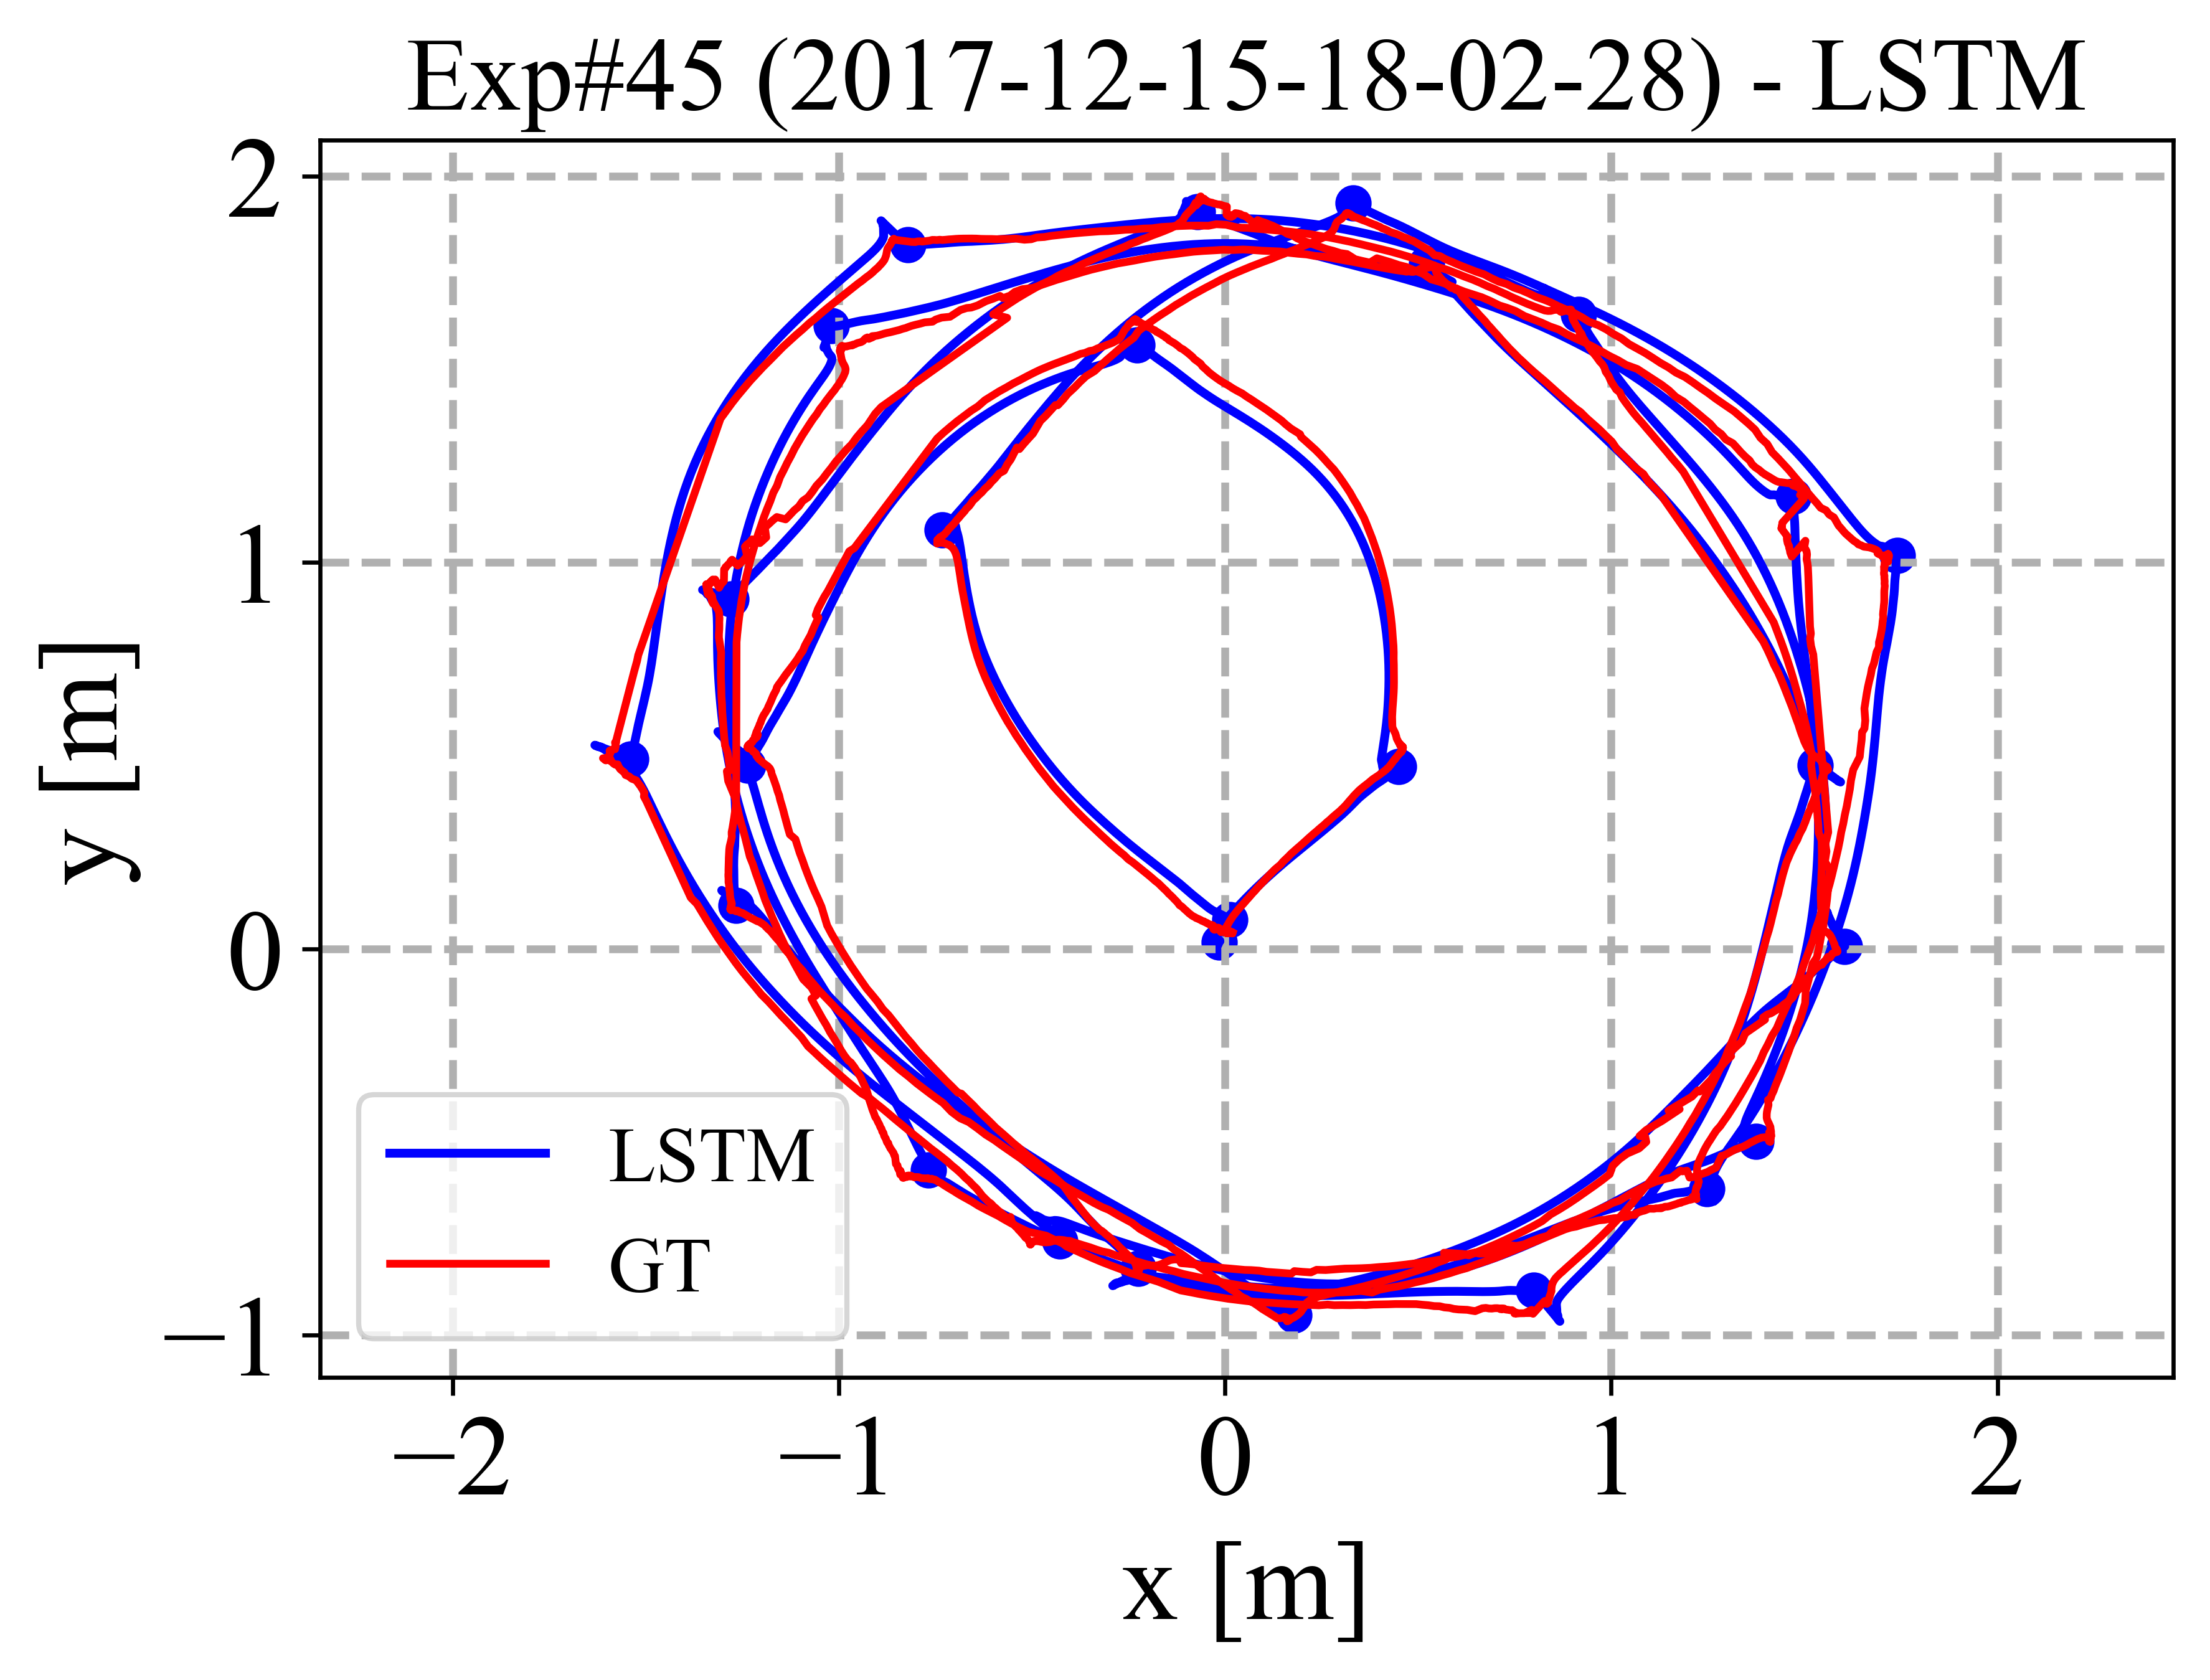 Exp#45 (2017-12-15-18-02-28) - LSTM
2
1
0
−1
y [m]
LSTM
GT
−2 −1 0 1 2
x [m]